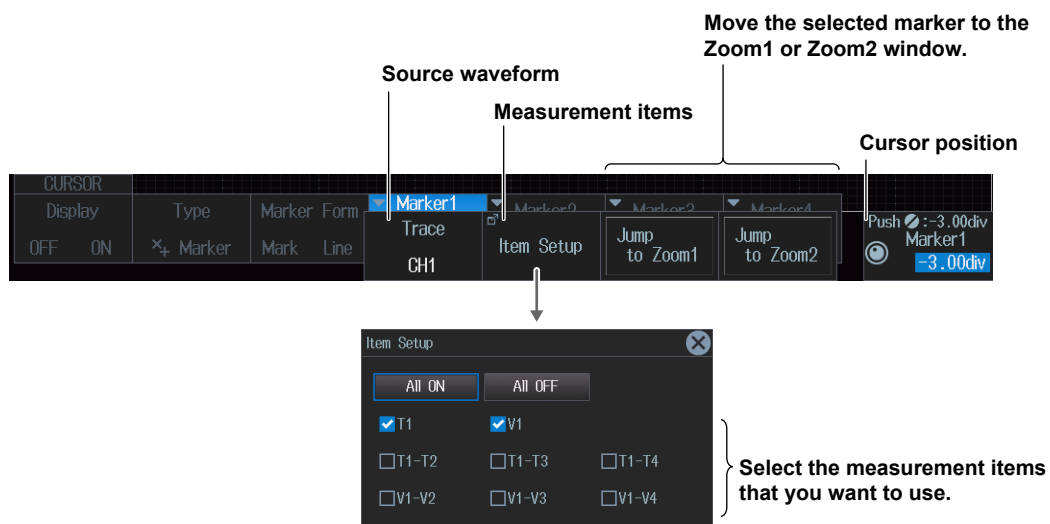 Move the selected marker to the
Zoom1 or Zoom2 window.
Source waveform
Measurement items
Cursor position
CURSOR
Display
OFF ON
Type
×+ Marker
Marker Form
Mark Line
Marker1
Trace
CH1
Marker2
Item Setup
Marker3
Jump
to Zoom1
Marker4
Jump
to Zoom2
Push :-3.00div
Marker1
-3.00div
Item Setup
All ON All OFF
T1 V1
T1-T2 T1-T3 T1-T4
V1-V2 V1-V3 V1-V4
Select the measurement items
that you want to use.